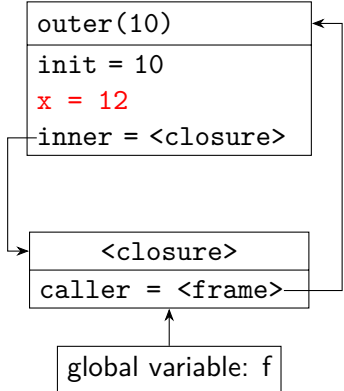 outer(10)
init = 10
x = 12
inner = <closure>
<closure>
caller = <frame>
global variable: f